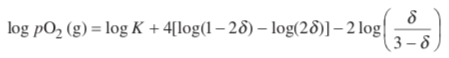 log pO₂ (g) = log K + 4[log(1 – 2δ) – log(2δ)] – 2 log(δ / 3 – δ)